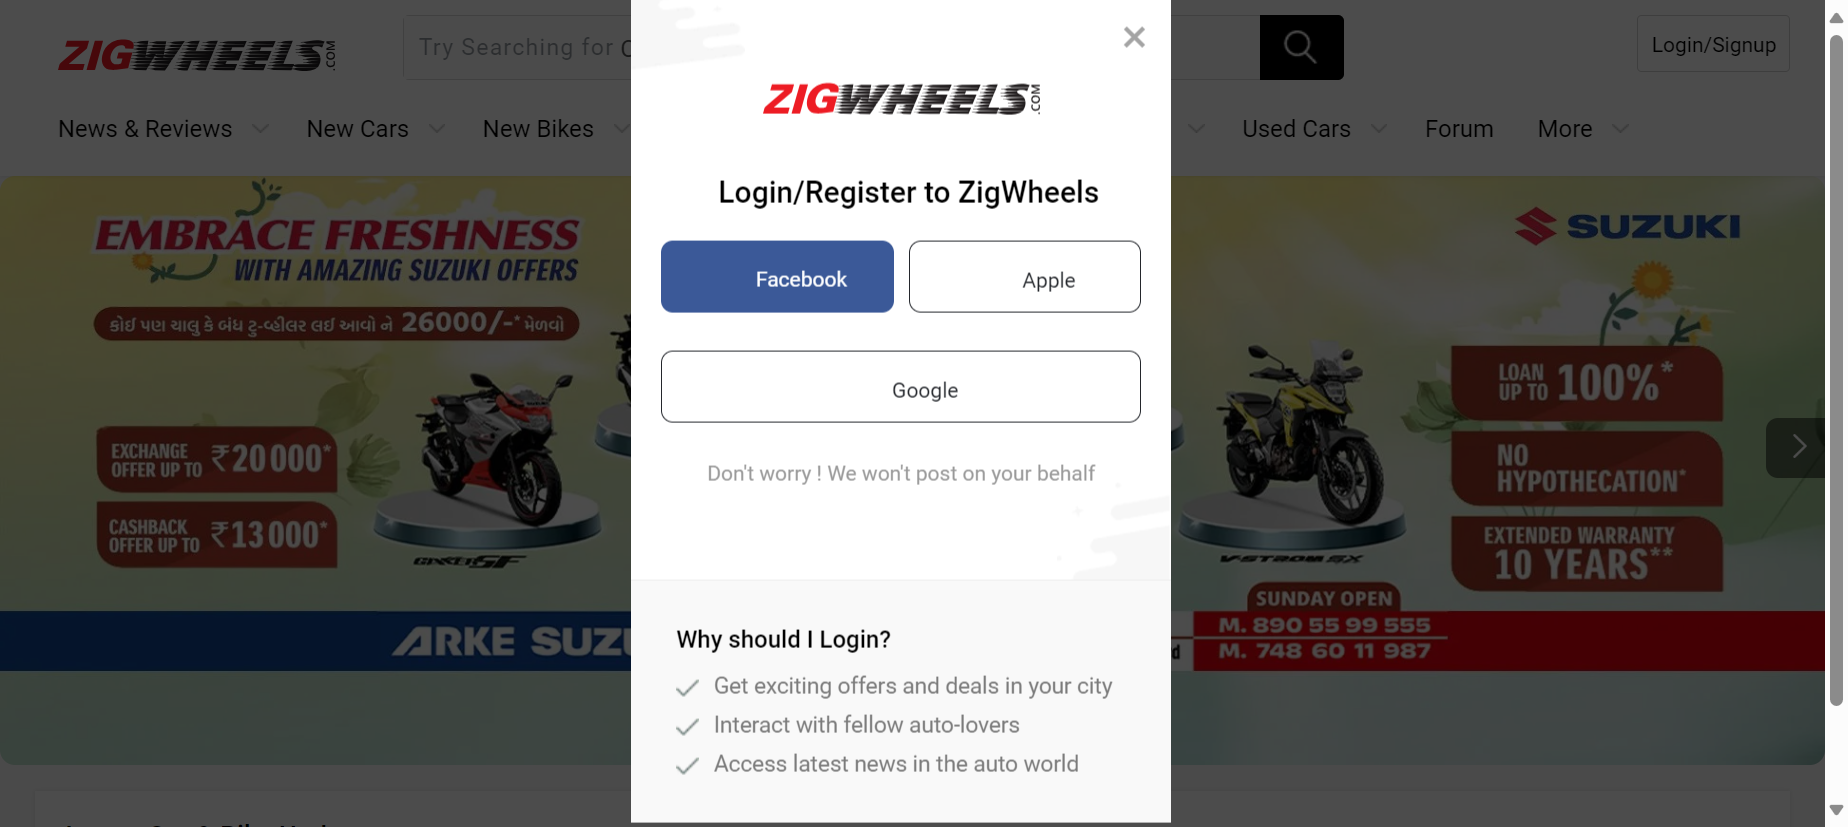 ZIGWHEELS.COM
Try Searching for
Login/Signup
News & Reviews
New Cars
New Bikes
Used Cars
Forum
More
EMBRACE FRESHNESS
WITH AMAZING SUZUKI OFFERS
કોઈ પણ ચાલુ કે બંધ ટુ-વ્હીલર લઈ આવો ને 26000/-* મેળવો
EXCHANGE
OFFER UP TO ₹20000*
CASHBACK
OFFER UP TO ₹13000*
GIXXER SF
ARKE SUZU
ZIGWHEELS.COM
Login/Register to ZigWheels
Facebook
Apple
Google
Don't worry ! We won't post on your behalf
Why should I Login?
Get exciting offers and deals in your city
Interact with fellow auto-lovers
Access latest news in the auto world
SUZUKI
LOAN
UP TO 100%*
NO
HYPOTHECATION*
EXTENDED WARRANTY
10 YEARS**
V-STROM SX
SUNDAY OPEN
M. 890 55 99 555
M. 748 60 11 987